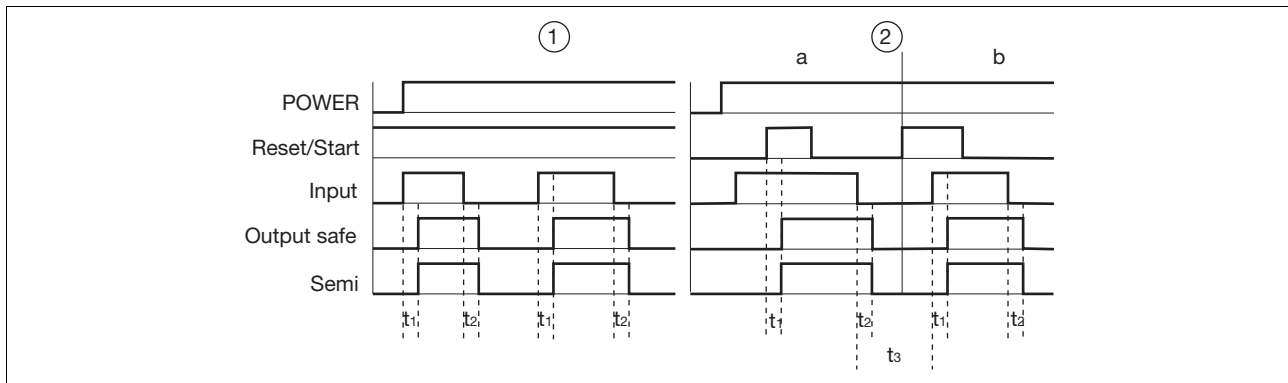 ① ②
a b
POWER
Reset/Start
Input
Output safe
Semi
t1 t2 t1 t2 t1 t2 t1 t2
t3